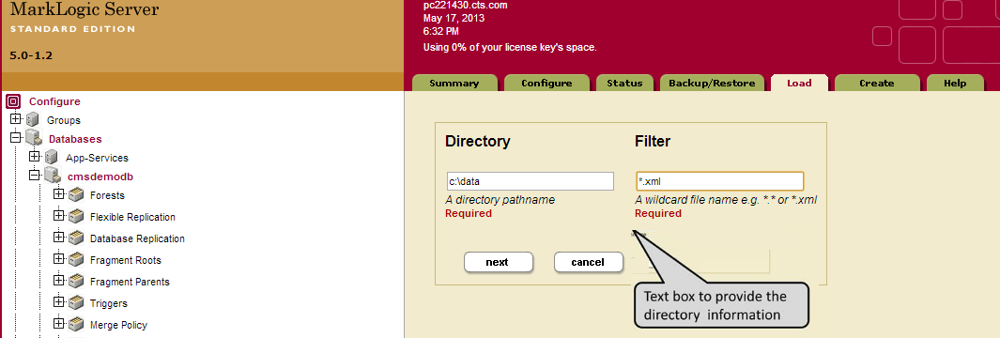 MarkLogic Server
STANDARD EDITION
5.0-1.2
pc221430.cts.com
May 17, 2013
6:32 PM
Using 0% of your license key's space.
Summary
Configure
Status
Backup/Restore
Load
Create
Help
Configure
Groups
Databases
App-Services
cmsdemodb
Forests
Flexible Replication
Database Replication
Fragment Roots
Fragment Parents
Triggers
Merge Policy
Directory
Filter
c:\data
*.xml
A directory pathname
A wildcard file name e.g. *.* or *.xml
Required
Required
next
cancel
Text box to provide the
directory information